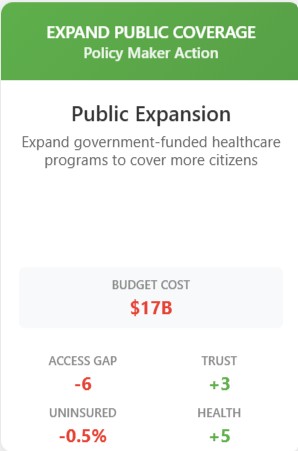 EXPAND PUBLIC COVERAGE
Policy Maker Action
Public Expansion
Expand government-funded healthcare
programs to cover more citizens
BUDGET COST
$17B
ACCESS GAP TRUST
-6 +3
UNINSURED HEALTH
-0.5% +5